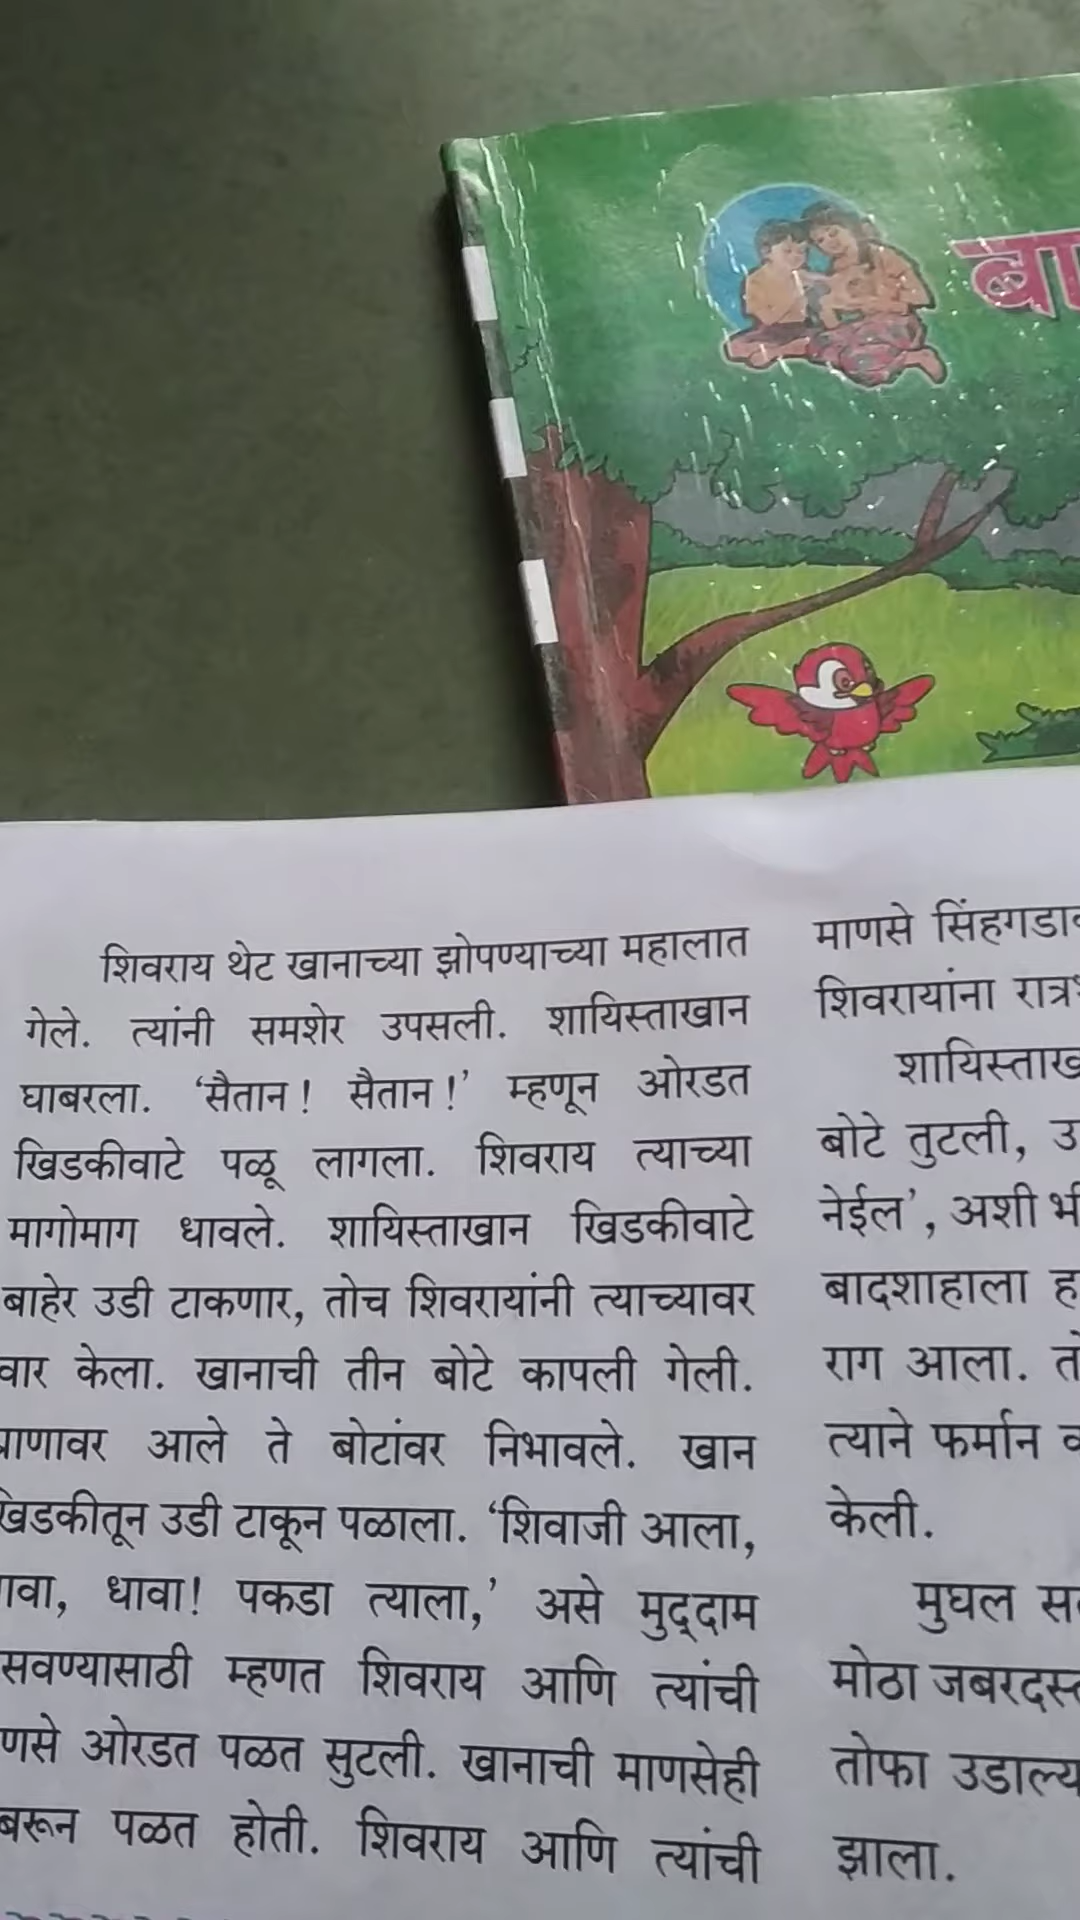 बा
शिवराय थेट खानाच्या झोपण्याच्या महालात
गेले. त्यांनी समशेर उपसली. शायिस्ताखान
घाबरला. ‘सैतान! सैतान!’ म्हणून ओरडत
खिडकीवाटे पळू लागला. शिवराय त्याच्या
मागोमाग धावले. शायिस्ताखान खिडकीवाटे
बाहेर उडी टाकणार, तोच शिवरायांनी त्याच्यावर
वार केला. खानाची तीन बोटे कापली गेली.
आले ते बोटांवर निभावले. खान
उडी टाकून पळाला. ‘शिवाजी आला,
धावा! पकडा त्याला,’ असे मुद्दाम
म्हणत शिवराय आणि त्यांची
ओरडत पळत सुटली. खानाची माणसेही
पळत होती. शिवराय आणि त्यांची
माणसे
शिवरायांना
बोटे तुटली,
नेईल’, अशी
बादशाहाला
राग आला.
त्याने फर्मान
केली.
मुघल
मोठा
तोफा
झाला.